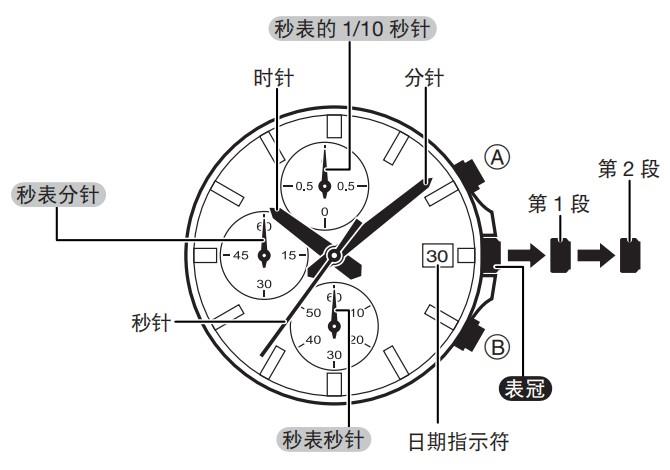 秒表的 1/10 秒针
时针
分针
A
第 2 段
第 1 段
秒表分针
0.5
0.5
0
60
45
15
30
30
60
50
10
40
20
30
秒针
B
表冠
秒表秒针
日期指示符